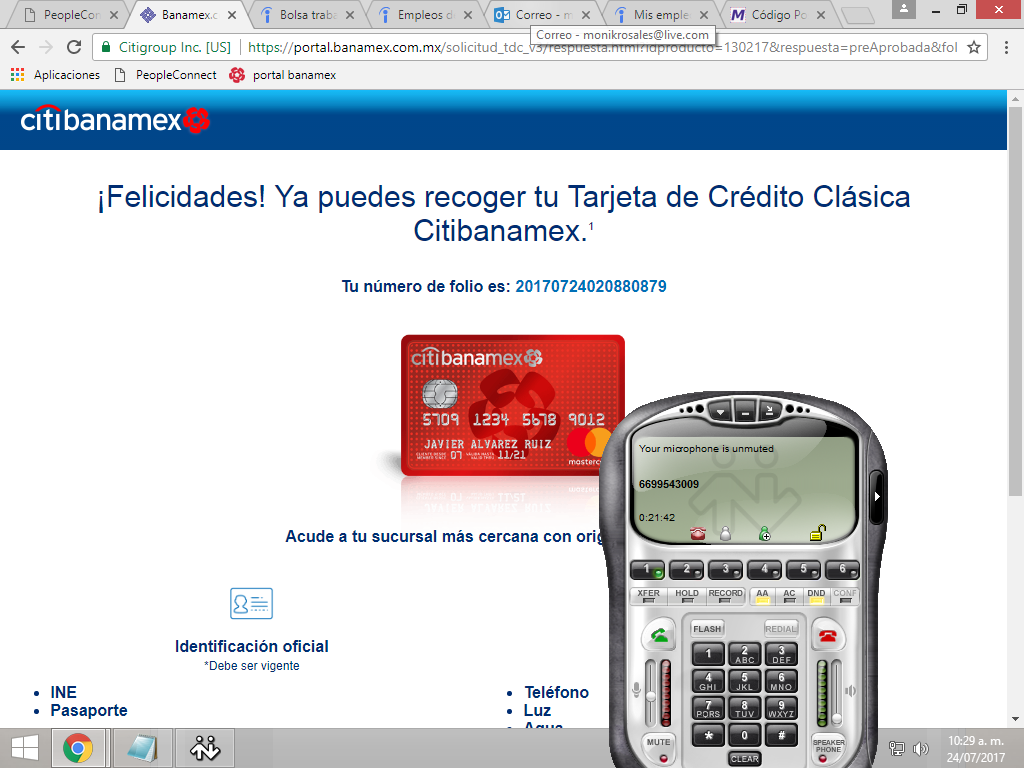 PeopleCon
Banamex.c
Bolsa trab
Empleos d
Correo - m
Mis emple
Código Po
Correo - monikrosales@live.com
Citigroup Inc. [US]
https://portal.banamex.com.mx/solicitud_tdc_v3/respuesta.html?idproducto=130217&respuesta=preAprobada&fol
Aplicaciones
PeopleConnect
portal banamex
citibanamex
¡Felicidades! Ya puedes recoger tu Tarjeta de Crédito Clásica
Citibanamex.¹
Tu número de folio es: 20170724020880879
citibanamex
5709 1234 5678 9012
JAVIER ALVAREZ RUIZ
07 11/21
masterc
Acude a tu sucursal más cercana con orig
Identificación oficial
*Debe ser vigente
INE
Pasaporte
Teléfono
Luz
Agua
Your microphone is unmuted
6699543009
0:21:42
1 2 3 4 5 6
XFER HOLD RECORD AA AC DND CONF
FLASH REDIAL
1 2 ABC 3 DEF
4 GHI 5 JKL 6 MNO
7 PQRS 8 TUV 9 WXYZ
* 0 #
MUTE
CLEAR
SPEAKER
PHONE
10:29 a. m.
24/07/2017